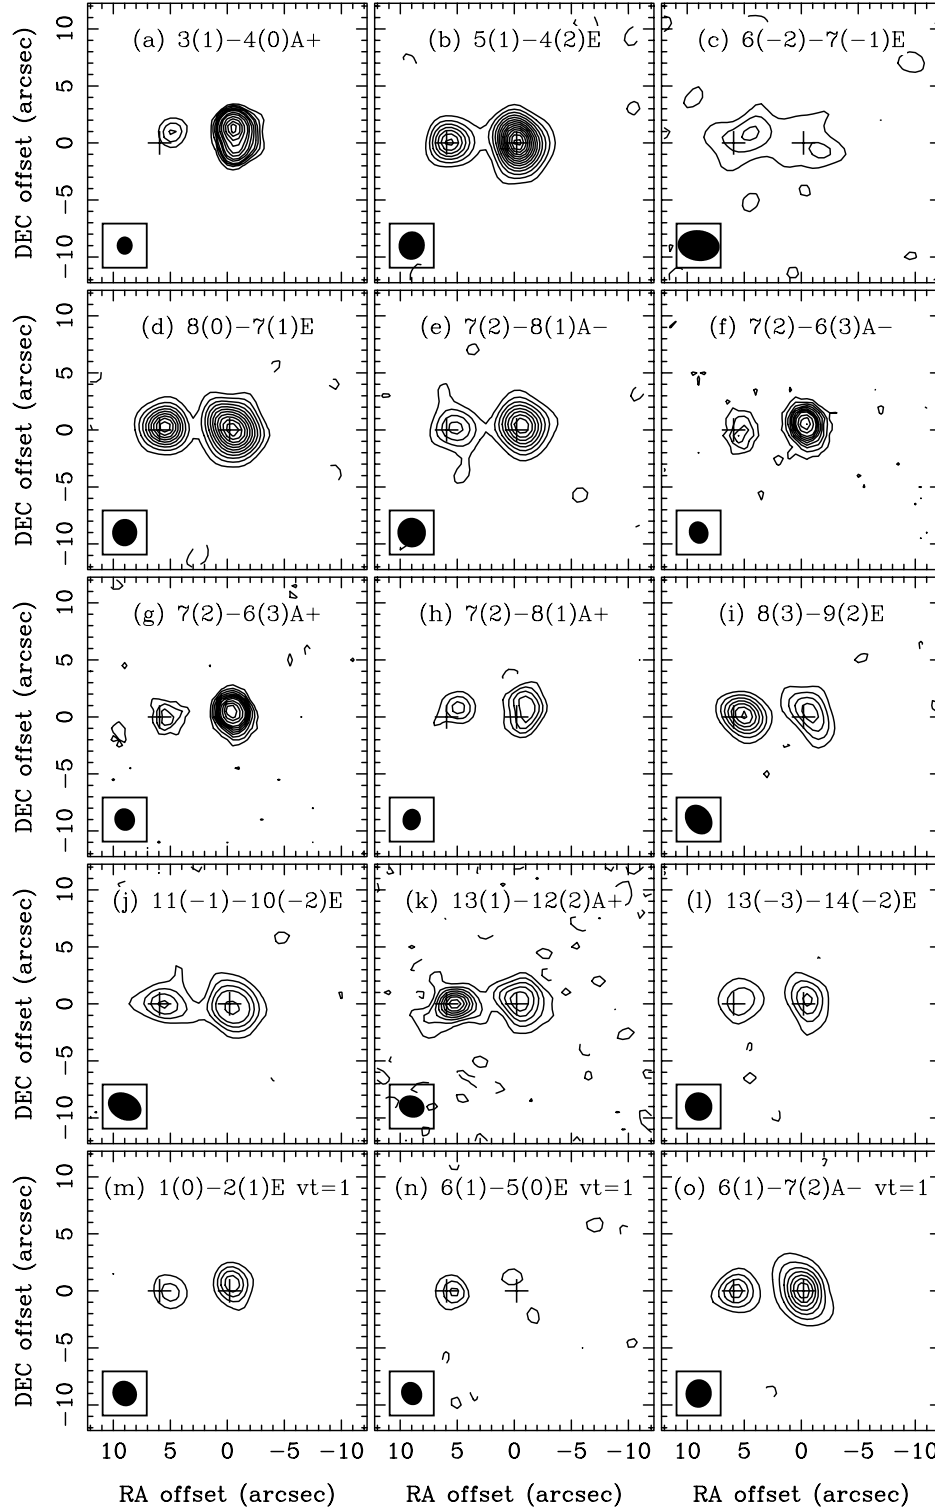 (a) 3(1)−4(0)A+
(b) 5(1)−4(2)E
(c) 6(−2)−7(−1)E
DEC offset (arcsec)
10
5
0
−5
−10
(d) 8(0)−7(1)E
(e) 7(2)−8(1)A−
(f) 7(2)−6(3)A−
DEC offset (arcsec)
10
5
0
−5
−10
(g) 7(2)−6(3)A+
(h) 7(2)−8(1)A+
(i) 8(3)−9(2)E
DEC offset (arcsec)
10
5
0
−5
−10
(j) 11(−1)−10(−2)E
(k) 13(1)−12(2)A+
(l) 13(−3)−14(−2)E
DEC offset (arcsec)
10
5
0
−5
−10
(m) 1(0)−2(1)E vt=1
(n) 6(1)−5(0)E vt=1
(o) 6(1)−7(2)A− vt=1
DEC offset (arcsec)
10
5
0
−5
−10
10 5 0 −5 −10
10 5 0 −5 −10
10 5 0 −5 −10
RA offset (arcsec)
RA offset (arcsec)
RA offset (arcsec)